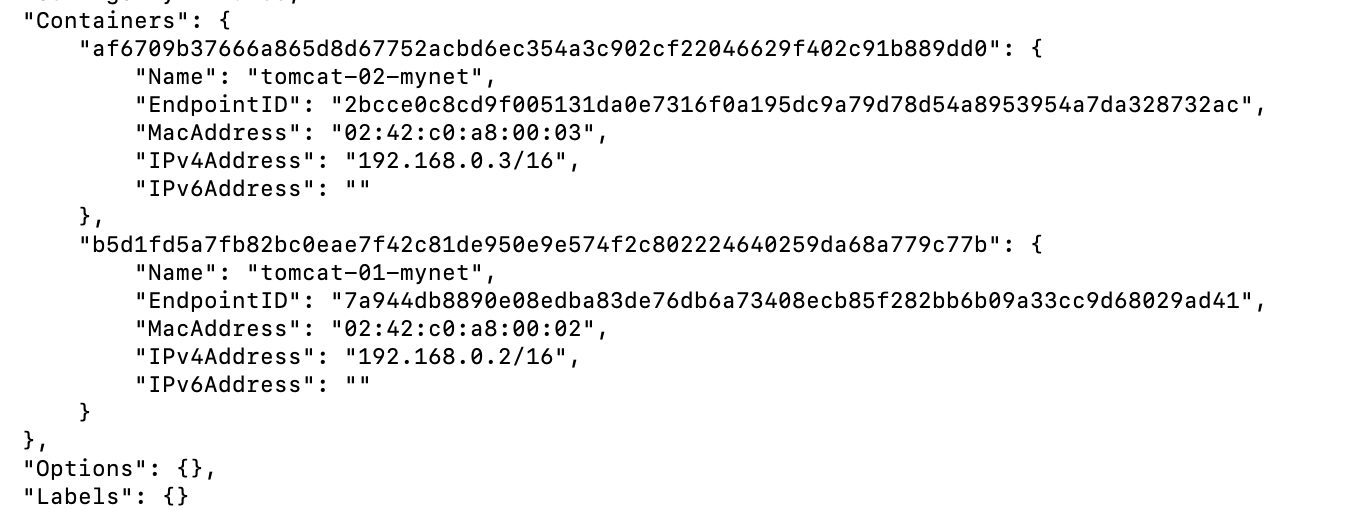 "Containers": {
"af6709b37666a865d8d67752acbd6ec354a3c902cf22046629f402c91b889dd0": {
"Name": "tomcat-02-mynet",
"EndpointID": "2bcce0c8cd9f005131da0e7316f0a195dc9a79d78d54a8953954a7da328732ac",
"MacAddress": "02:42:c0:a8:00:03",
"IPv4Address": "192.168.0.3/16",
"IPv6Address": ""
},
"b5d1fd5a7fb82bc0eae7f42c81de950e9e574f2c802224640259da68a779c77b": {
"Name": "tomcat-01-mynet",
"EndpointID": "7a944db8890e08edba83de76db6a73408ecb85f282bb6b09a33cc9d68029ad41",
"MacAddress": "02:42:c0:a8:00:02",
"IPv4Address": "192.168.0.2/16",
"IPv6Address": ""
}
},
"Options": {},
"Labels": {}